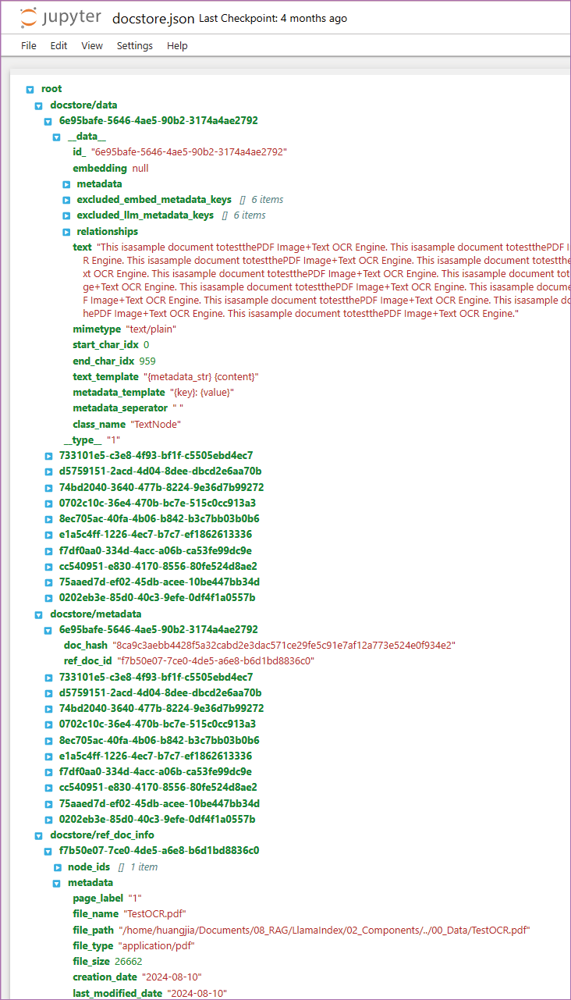 jupyter docstore.json Last Checkpoint: 4 months ago
File Edit View Settings Help
root
docstore/data
6e95bafe-5646-4ae5-90b2-3174a4ae2792
__data__
id_ "6e95bafe-5646-4ae5-90b2-3174a4ae2792"
embedding null
metadata
excluded_embed_metadata_keys [] 6 items
excluded_llm_metadata_keys [] 6 items
relationships
text "This isasample document totestthePDF Image+Text OCR Engine. This isasample document totestthePDF I
R Engine. This isasample document totestthePDF Image+Text OCR Engine. This isasample document totestthe
xt OCR Engine. This isasample document totestthePDF Image+Text OCR Engine. This isasample document tot
ge+Text OCR Engine. This isasample document totestthePDF Image+Text OCR Engine. This isasample docume
F Image+Text OCR Engine. This isasample document totestthePDF Image+Text OCR Engine. This isasample do
hePDF Image+Text OCR Engine. This isasample document totestthePDF Image+Text OCR Engine."
mimetype "text/plain"
start_char_idx 0
end_char_idx 959
text_template "{metadata_str} {content}"
metadata_template "{key}: {value}"
metadata_seperator " "
class_name "TextNode"
__type__ "1"
733101e5-c3e8-4f93-bf1f-c5505ebd4ec7
d5759151-2acd-4d04-8dee-dbcd2e6aa70b
74bd2040-3640-477b-8224-9e36d7b99272
0702c10c-36e4-470b-bc7e-515c0cc913a3
8ec705ac-40fa-4b06-b842-b3c7bb03b0b6
e1a5c4ff-1226-4ec7-b7c7-ef1862613336
f7df0aa0-334d-4acc-a06b-ca53fe99dc9e
cc540951-e830-4170-8556-80fe524d8ae2
75aaed7d-ef02-45db-acee-10be447bb34d
0202eb3e-85d0-40c3-9efe-0df4f1a0557b
docstore/metadata
6e95bafe-5646-4ae5-90b2-3174a4ae2792
doc_hash "8ca9c3aebb4428f5a32cabd2e3dac571ce29fe5c91e7af12a773e524e0f934e2"
ref_doc_id "f7b50e07-7ce0-4de5-a6e8-b6d1bd8836c0"
733101e5-c3e8-4f93-bf1f-c5505ebd4ec7
d5759151-2acd-4d04-8dee-dbcd2e6aa70b
74bd2040-3640-477b-8224-9e36d7b99272
0702c10c-36e4-470b-bc7e-515c0cc913a3
8ec705ac-40fa-4b06-b842-b3c7bb03b0b6
e1a5c4ff-1226-4ec7-b7c7-ef1862613336
f7df0aa0-334d-4acc-a06b-ca53fe99dc9e
cc540951-e830-4170-8556-80fe524d8ae2
75aaed7d-ef02-45db-acee-10be447bb34d
0202eb3e-85d0-40c3-9efe-0df4f1a0557b
docstore/ref_doc_info
f7b50e07-7ce0-4de5-a6e8-b6d1bd8836c0
node_ids [] 1 item
metadata
page_label "1"
file_name "TestOCR.pdf"
file_path "/home/huangjia/Documents/08_RAG/LlamaIndex/02_Components/../00_Data/TestOCR.pdf"
file_type "application/pdf"
file_size 26662
creation_date "2024-08-10"
last_modified_date "2024-08-10"